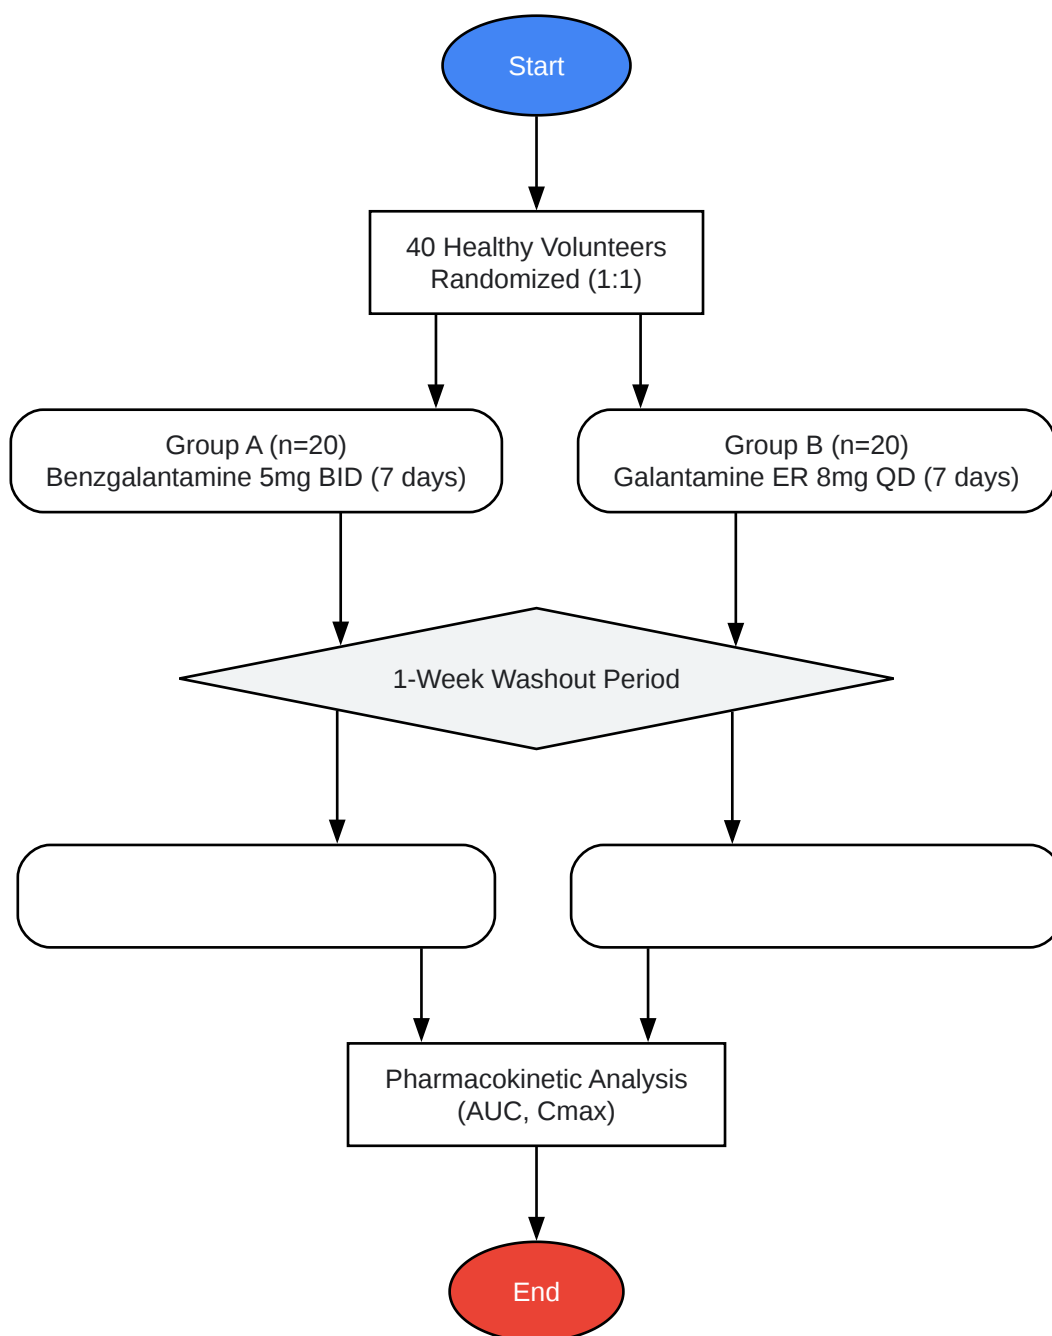 Start
40 Healthy Volunteers
Randomized (1:1)
Group A (n=20)
Benzgalantamine 5mg BID (7 days)
Group B (n=20)
Galantamine ER 8mg QD (7 days)
1-Week Washout Period
Pharmacokinetic Analysis
(AUC, Cmax)
End